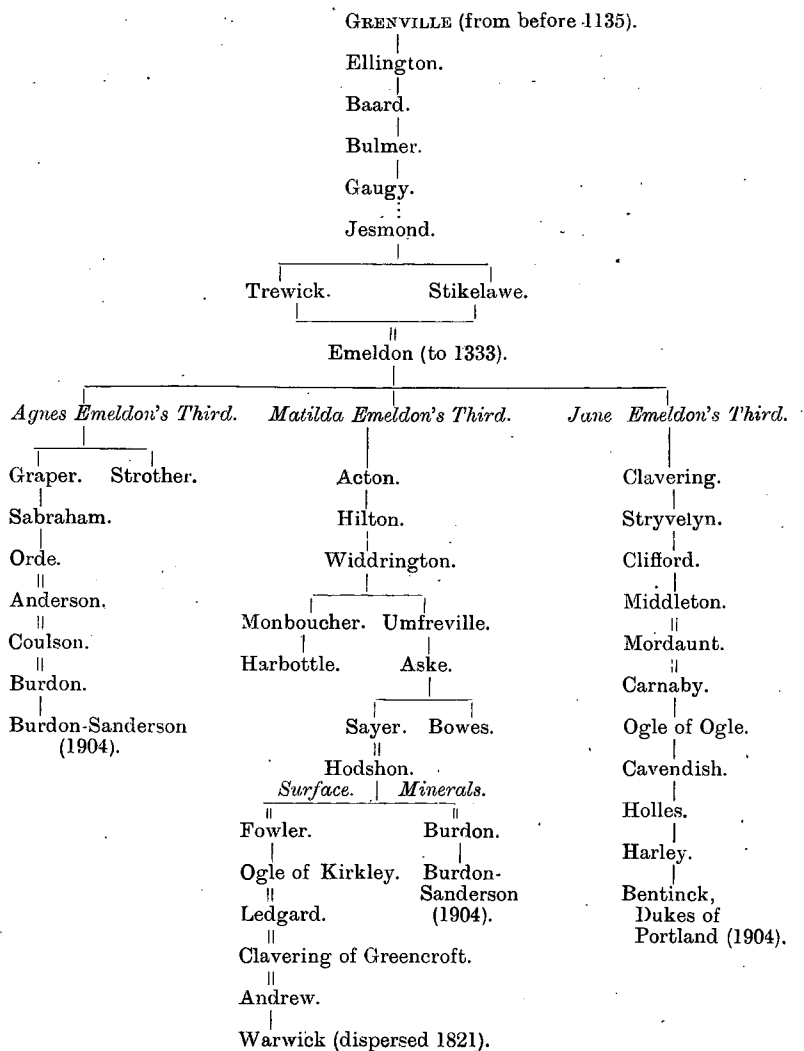 GRENVILLE (from before 1135).
Ellington.
Baard.
Bulmer.
Gaugy.
Jesmond.
Trewick. Stikelawe.
Emeldon (to 1333).
Agnes Emeldon's Third. Matilda Emeldon's Third. Jane Emeldon's Third.
Graper. Strother. Acton. Clavering.
Sabraham. Hilton. Stryvelyn.
Orde. Widdrington. Clifford.
Anderson. Monboucher. Umfreville. Middleton.
Coulson. Harbottle. Aske. Mordaunt.
Burdon. Carnaby.
Burdon-Sanderson Sayer. Bowes. Ogle of Ogle.
(1904). Hodshon. Cavendish.
Surface. Minerals.
Fowler. Burdon. Holles.
Ogle of Kirkley. Burdon- Harley.
Sanderson Bentinck,
Ledgard. (1904). Dukes of
Portland (1904).
Clavering of Greencroft.
Andrew.
Warwick (dispersed 1821).